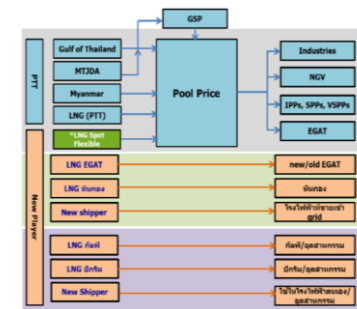 GSP
PTT
Gulf of Thailand
MTJDA
Myanmar
LNG (PTT)
*LNG Spot
Flexible
Pool Price
Industries
NGV
IPPs, SPPs, VSPPs
EGAT
New Player
LNG EGAT
new/old EGAT
LNG หินกอง
หินกอง
New shipper
โรงไฟฟ้าที่ขายเข้า
grid
LNG กัลฟ์
กัลฟ์/อุตสาหกรรม
LNG บีกริม
บีกริม/อุตสาหกรรม
New Shipper
ใช้ในโรงไฟฟ้าตนเอง/
อุตสาหกรรม